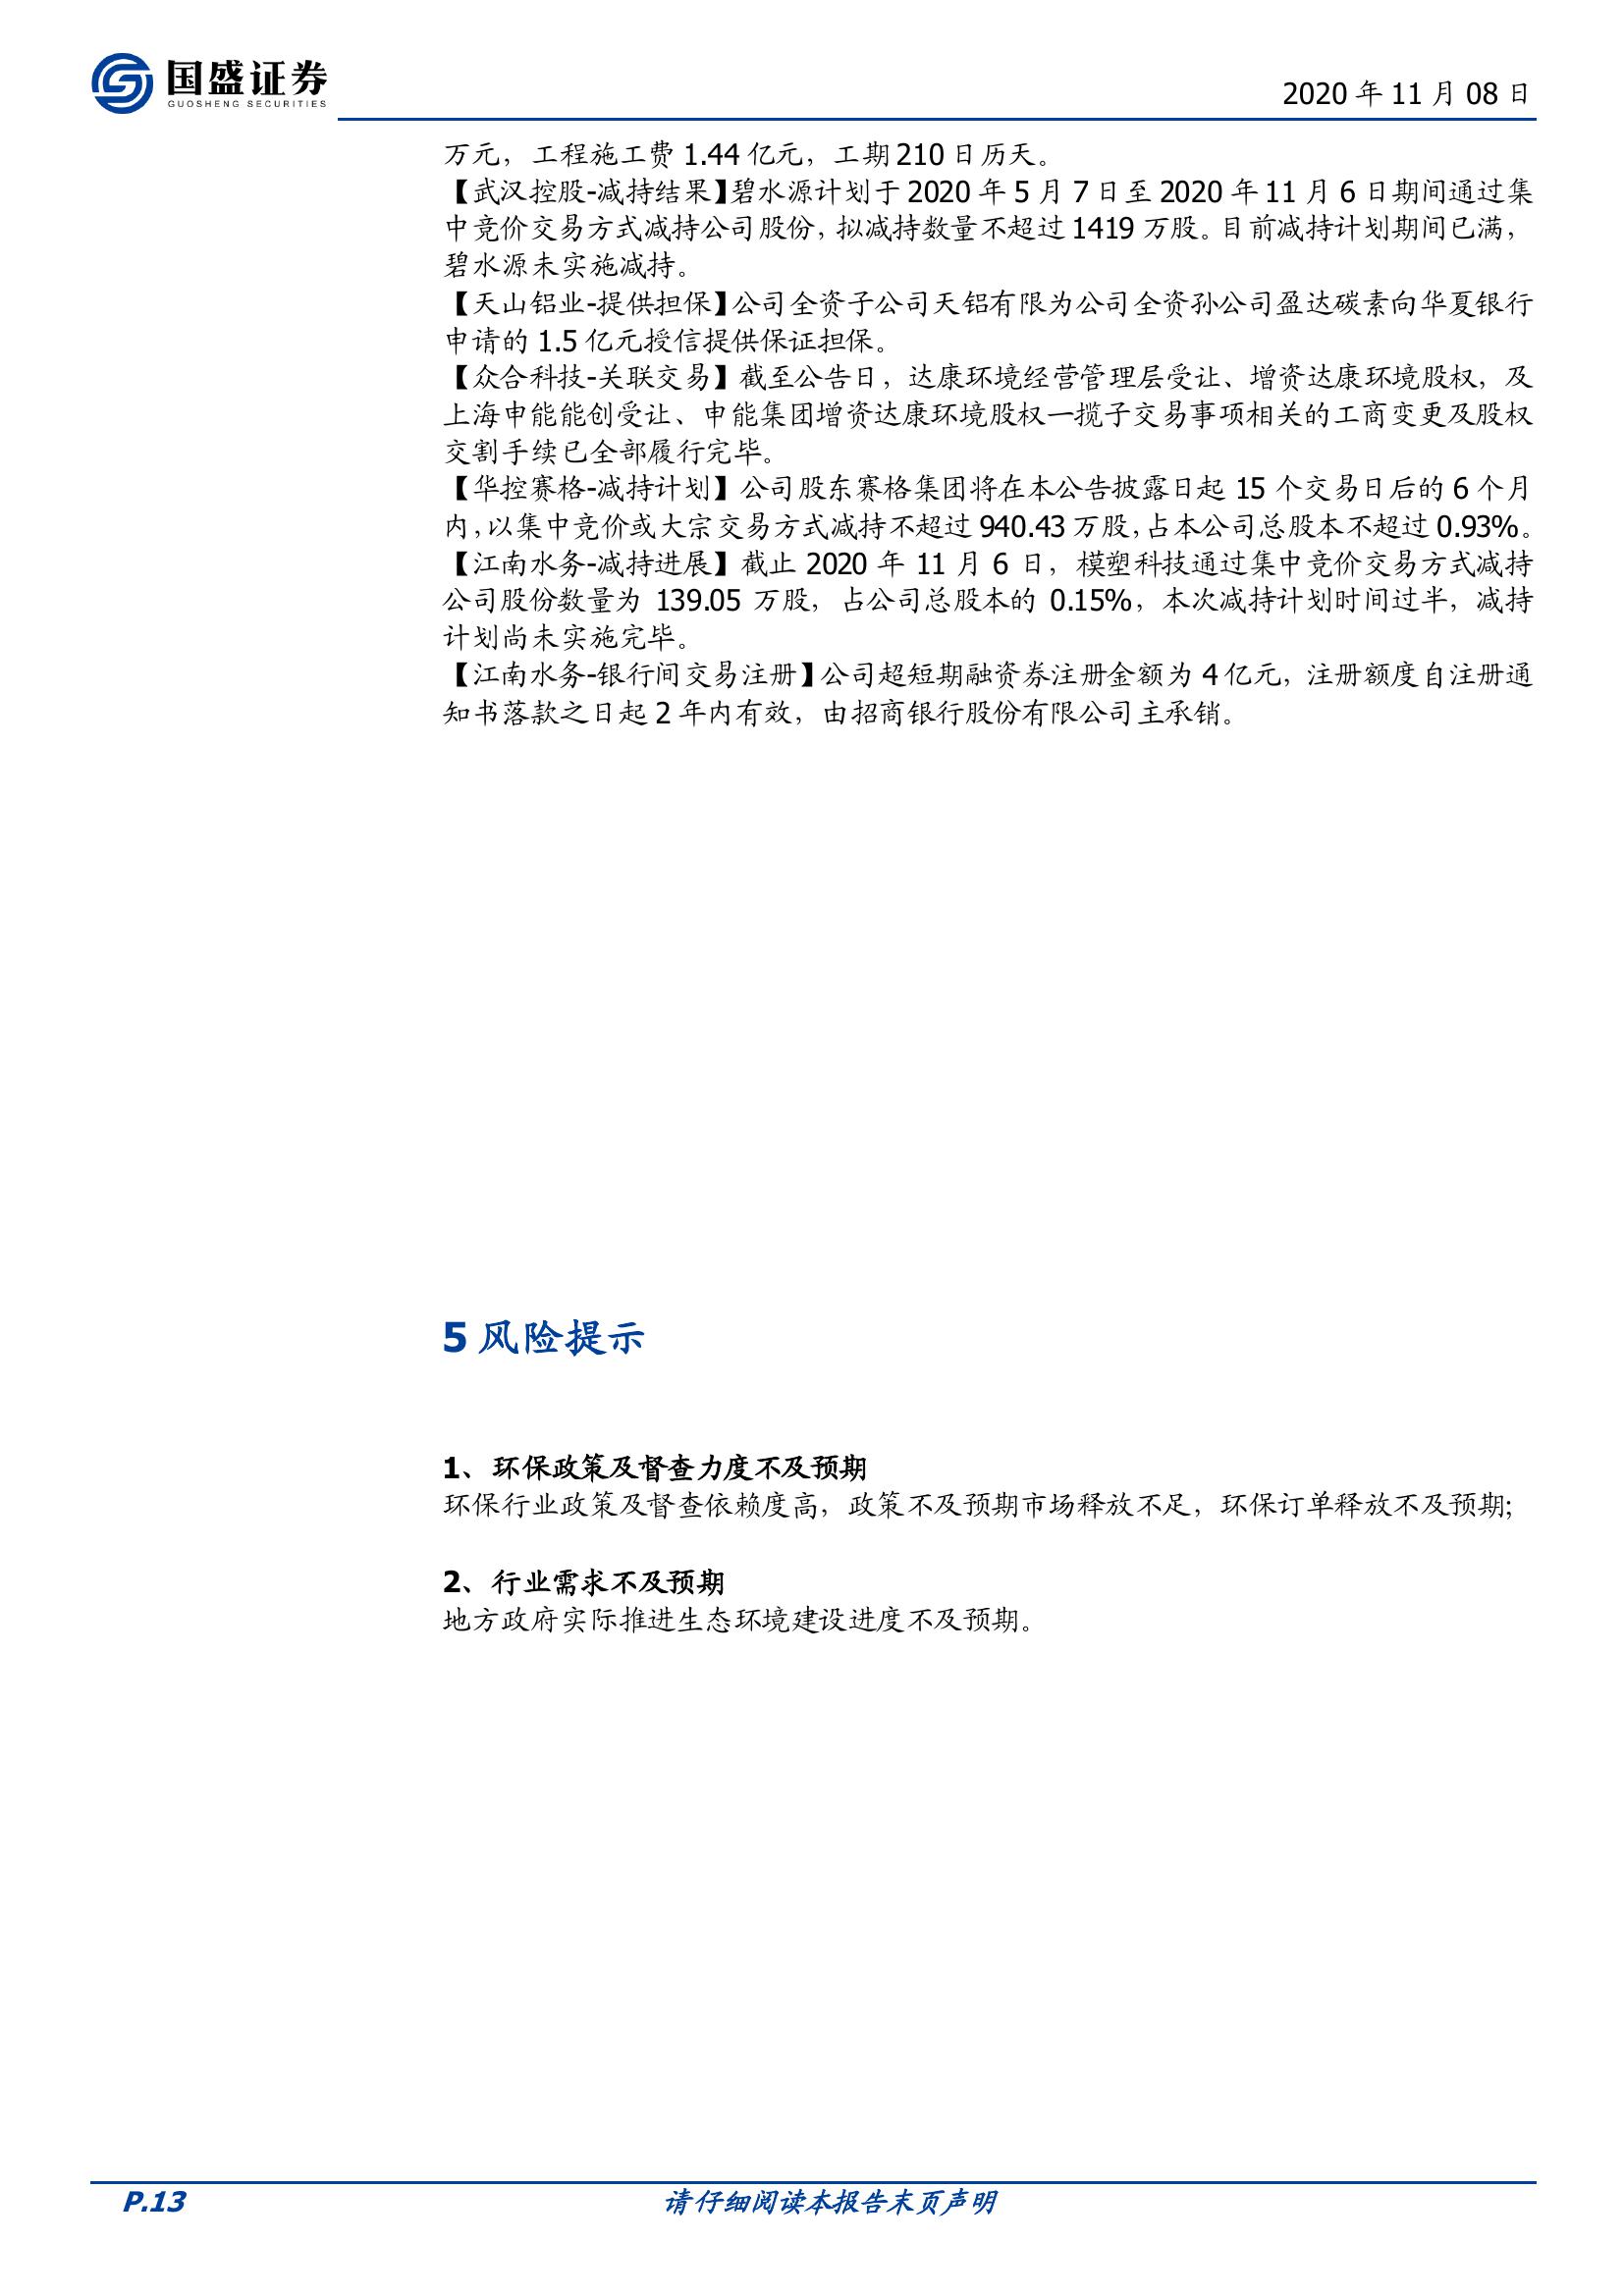 国盛证券
GUOSHENG SECURITIES
2020 年 11 月 08 日
万元，工程施工费 1.44 亿元，工期 210 日历天。
【武汉控股-减持结果】碧水源计划于 2020 年 5 月 7 日至 2020 年 11 月 6 日期间通过集
中竞价交易方式减持公司股份，拟减持数量不超过 1419 万股。目前减持计划期间已满，
碧水源未实施减持。
【天山铝业-提供担保】公司全资子公司天铝有限为公司全资孙公司盈达碳素向华夏银行
申请的 1.5 亿元授信提供保证担保。
【众合科技-关联交易】截至公告日，达康环境经营管理层受让、增资达康环境股权，及
上海申能能创受让、申能集团增资达康环境股权一揽子交易事项相关的工商变更及股权
交割手续已全部履行完毕。
【华控赛格-减持计划】公司股东赛格集团将在本公告披露日起 15 个交易日后的 6 个月
内，以集中竞价或大宗交易方式减持不超过 940.43 万股，占本公司总股本不超过 0.93%。
【江南水务-减持进展】截止 2020 年 11 月 6 日，模塑科技通过集中竞价交易方式减持
公司股份数量为 139.05 万股，占公司总股本的 0.15%，本次减持计划时间过半，减持
计划尚未实施完毕。
【江南水务-银行间交易注册】公司超短期融资券注册金额为 4 亿元，注册额度自注册通
知书落款之日起 2 年内有效，由招商银行股份有限公司主承销。
5 风险提示
1、环保政策及督查力度不及预期
环保行业政策及督查依赖度高，政策不及预期市场释放不足，环保订单释放不及预期;
2、行业需求不及预期
地方政府实际推进生态环境建设进度不及预期。
P.13
请仔细阅读本报告末页声明